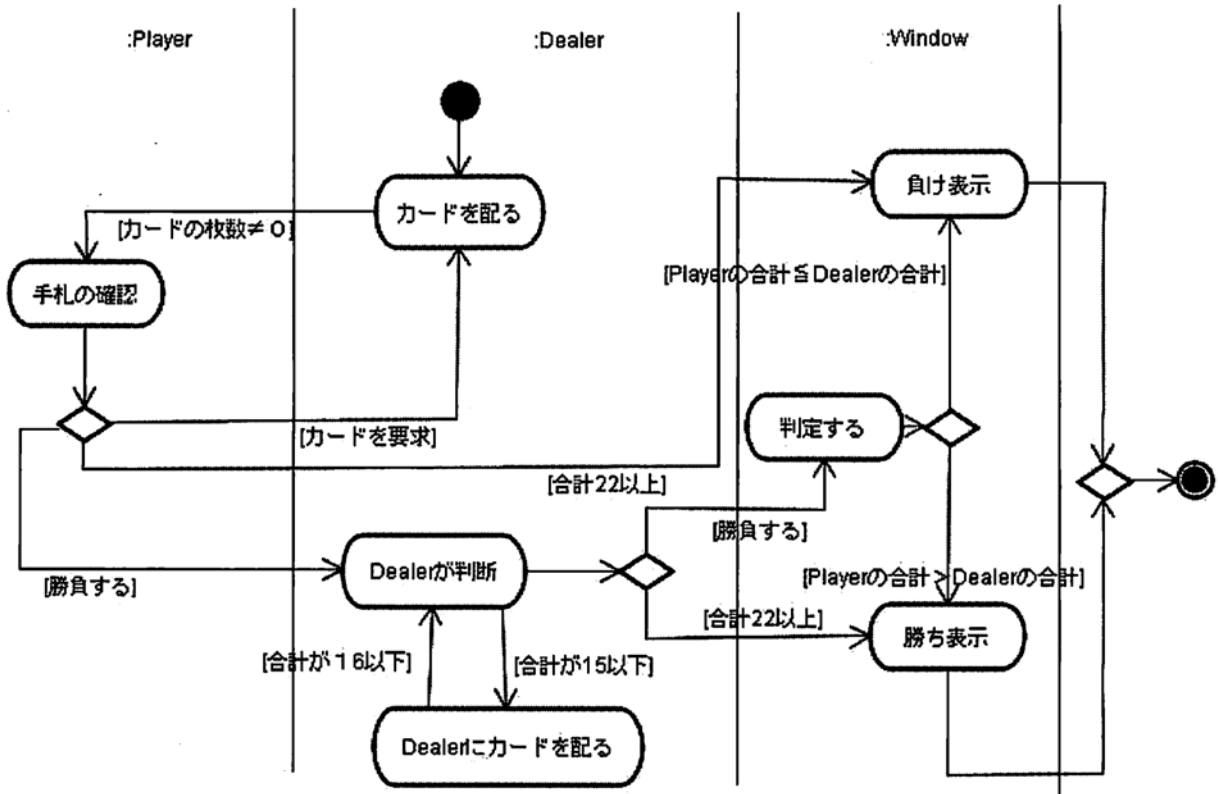 :Player
:Dealer
:Window
カードを配る
負け表示
[カードの枚数≠0]
手札の確認
[Playerの合計≦Dealerの合計]
[カードを要求]
判定する
[合計22以上]
[勝負する]
Dealerが判断
[勝負する]
[Playerの合計>Dealerの合計]
[合計22以上]
勝ち表示
[合計が16以下]
[合計が15以下]
Dealerにカードを配る